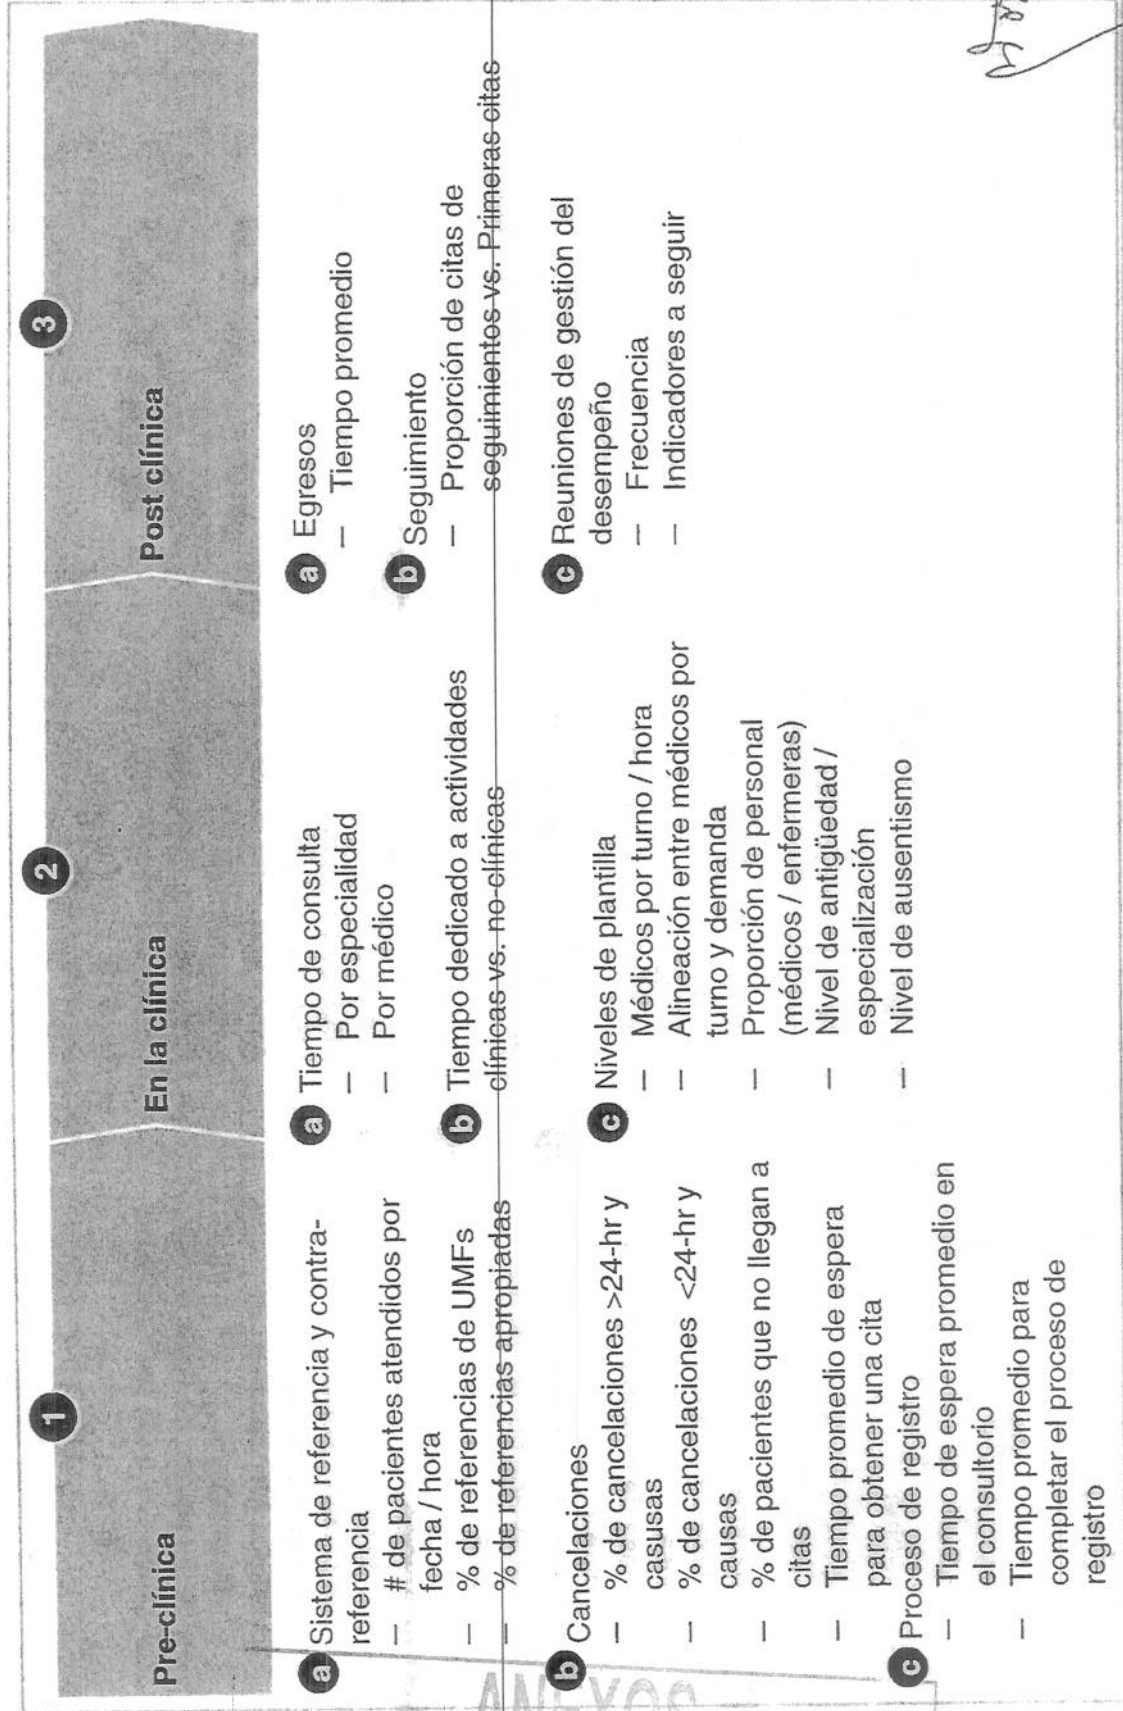 1
Pre-clínica
a Sistema de referencia y contra-
referencia
— # de pacientes atendidos por
fecha / hora
— % de referencias de UMFs
— % de referencias apropiadas
b Cancelaciones
— % de cancelaciones >24-hr y
casusas
— % de cancelaciones <24-hr y
causas
— % de pacientes que no llegan a
citas
— Tiempo promedio de espera
para obtener una cita
c Proceso de registro
— Tiempo de espera promedio en
el consultorio
— Tiempo promedio para
completar el proceso de
registro
2
En la clínica
a Tiempo de consulta
— Por especialidad
— Por médico
b Tiempo dedicado a actividades
clínicas vs. no-clínicas
c Niveles de plantilla
— Médicos por turno / hora
— Alineación entre médicos por
turno y demanda
— Proporción de personal
(médicos / enfermeras)
— Nivel de antigüedad /
especialización
— Nivel de ausentismo
3
Post clínica
a Egresos
— Tiempo promedio
b Seguimiento
— Proporción de citas de
seguimientos vs. Primeras citas
c Reuniones de gestión del
desempeño
— Frecuencia
— Indicadores a seguir
ANEXOS